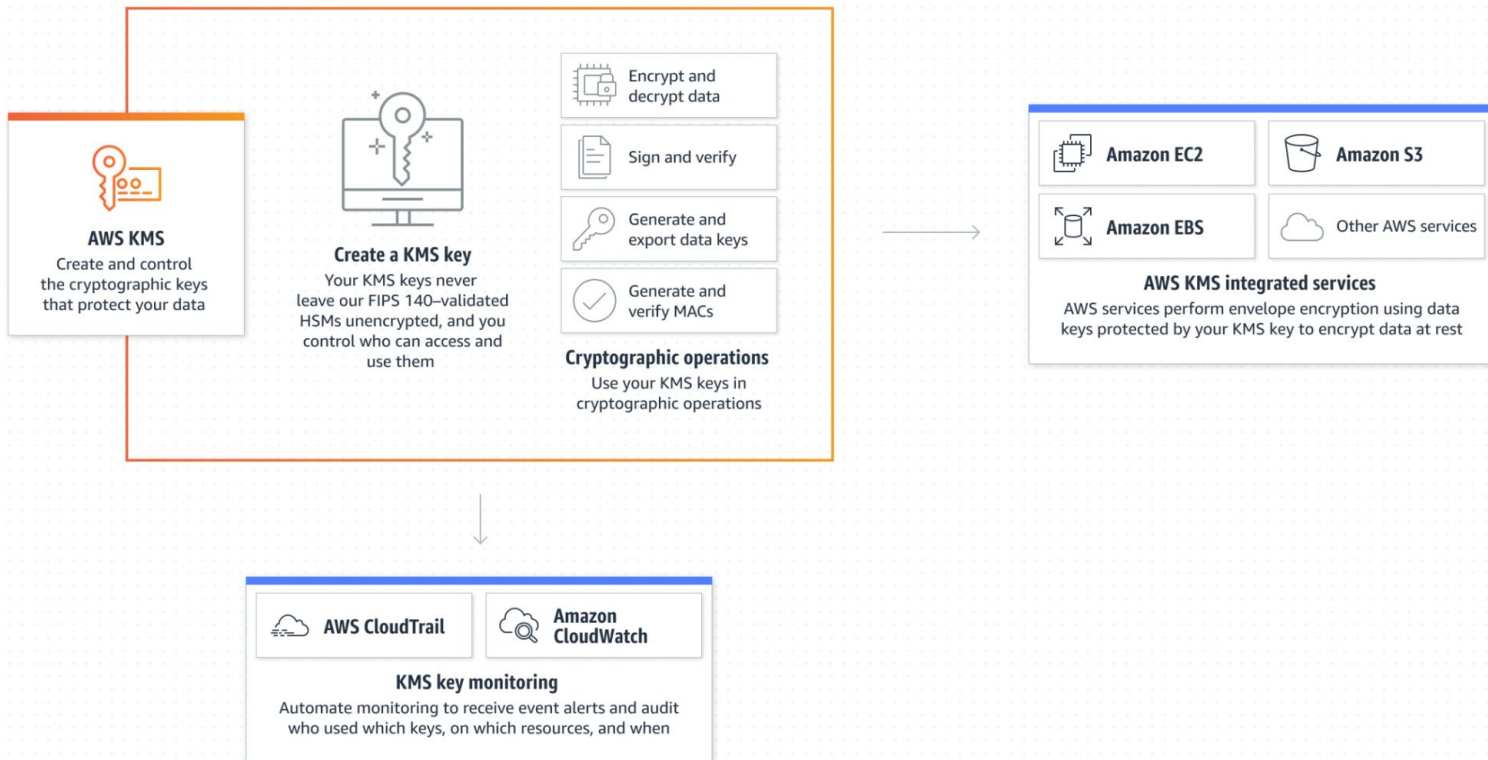 AWS KMS
Create and control
the cryptographic keys
that protect your data
Create a KMS key
Your KMS keys never
leave our FIPS 140–validated
HSMs unencrypted, and you
control who can access and
use them
Encrypt and
decrypt data
Sign and verify
Generate and
export data keys
Generate and
verify MACs
Cryptographic operations
Use your KMS keys in
cryptographic operations
Amazon EC2
Amazon S3
Amazon EBS
Other AWS services
AWS KMS integrated services
AWS services perform envelope encryption using data
keys protected by your KMS key to encrypt data at rest
AWS CloudTrail
Amazon
CloudWatch
KMS key monitoring
Automate monitoring to receive event alerts and audit
who used which keys, on which resources, and when